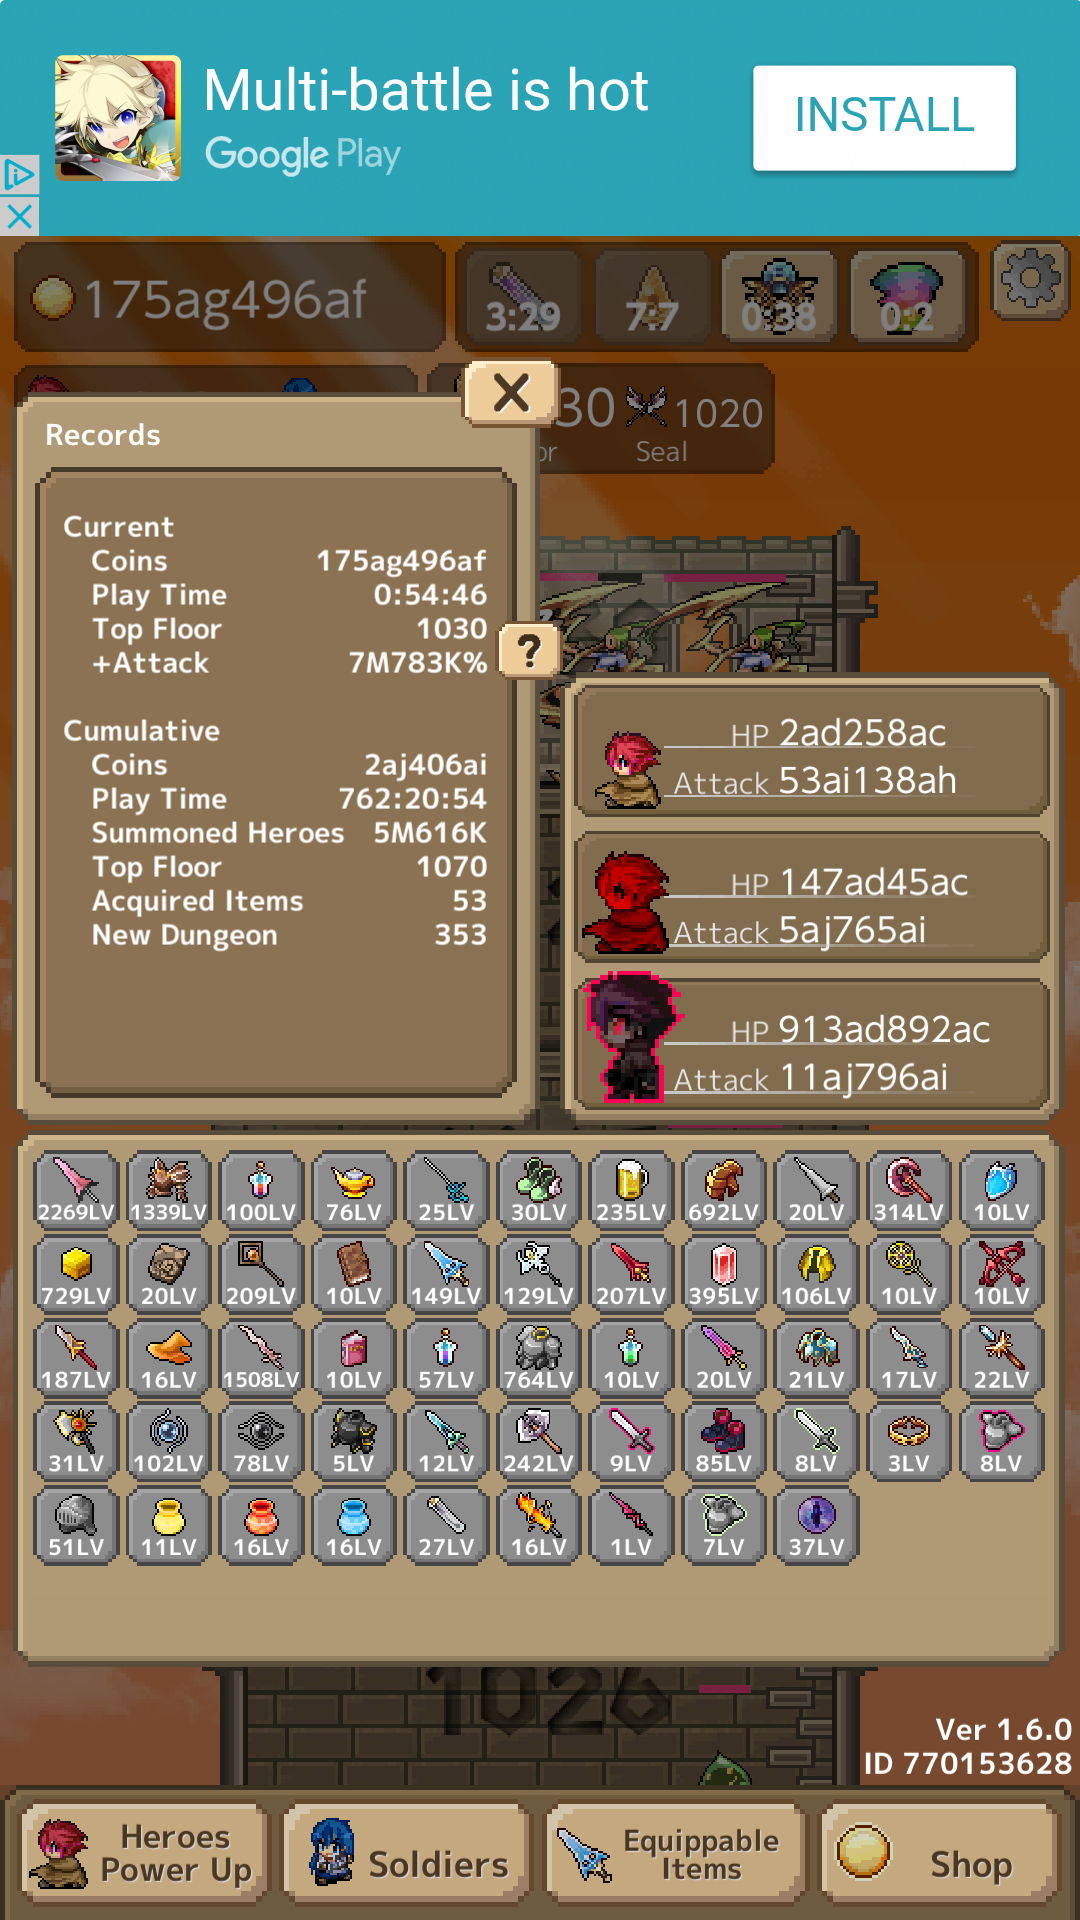 Multi-battle is hot
Google Play
INSTALL
175ag496af
3:29
7:7
0:38
0:2
30
1020
or
Seal
Records
Current
Coins 175ag496af
Play Time 0:54:46
Top Floor 1030
+Attack 7M783K%
?
Cumulative
Coins 2aj406ai
Play Time 762:20:54
Summoned Heroes 5M616K
Top Floor 1070
Acquired Items 53
New Dungeon 353
HP 2ad258ac
Attack 53ai138ah
HP 147ad45ac
Attack 5aj765ai
HP 913ad892ac
Attack 11aj796ai
2269LV 1339LV 100LV 76LV 25LV 30LV 235LV 692LV 20LV 314LV 10LV
729LV 20LV 209LV 10LV 149LV 129LV 207LV 395LV 106LV 10LV 10LV
187LV 16LV 1508LV 10LV 57LV 764LV 10LV 20LV 21LV 17LV 22LV
31LV 102LV 78LV 5LV 12LV 242LV 9LV 85LV 8LV 3LV 8LV
51LV 11LV 16LV 16LV 27LV 16LV 1LV 7LV 37LV
1026
Ver 1.6.0
ID 770153628
Heroes
Power Up
Soldiers
Equippable
Items
Shop